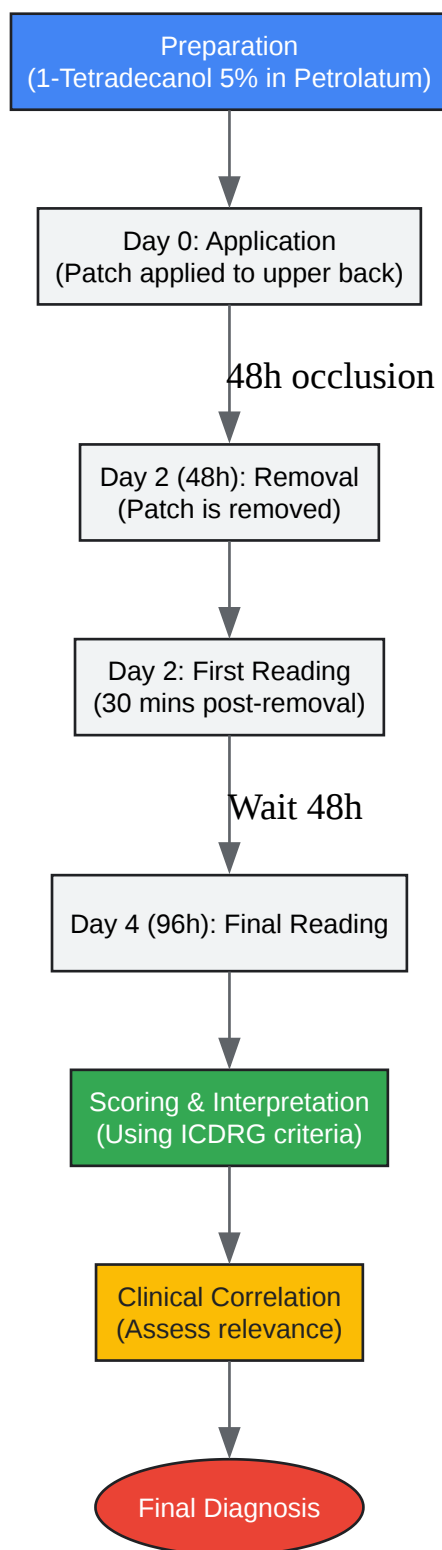 Preparation
(1-Tetradecanol 5% in Petrolatum)
Day 0: Application
(Patch applied to upper back)
48h occlusion
Day 2 (48h): Removal
(Patch is removed)
Day 2: First Reading
(30 mins post-removal)
Wait 48h
Day 4 (96h): Final Reading
Scoring & Interpretation
(Using ICDRG criteria)
Clinical Correlation
(Assess relevance)
Final Diagnosis